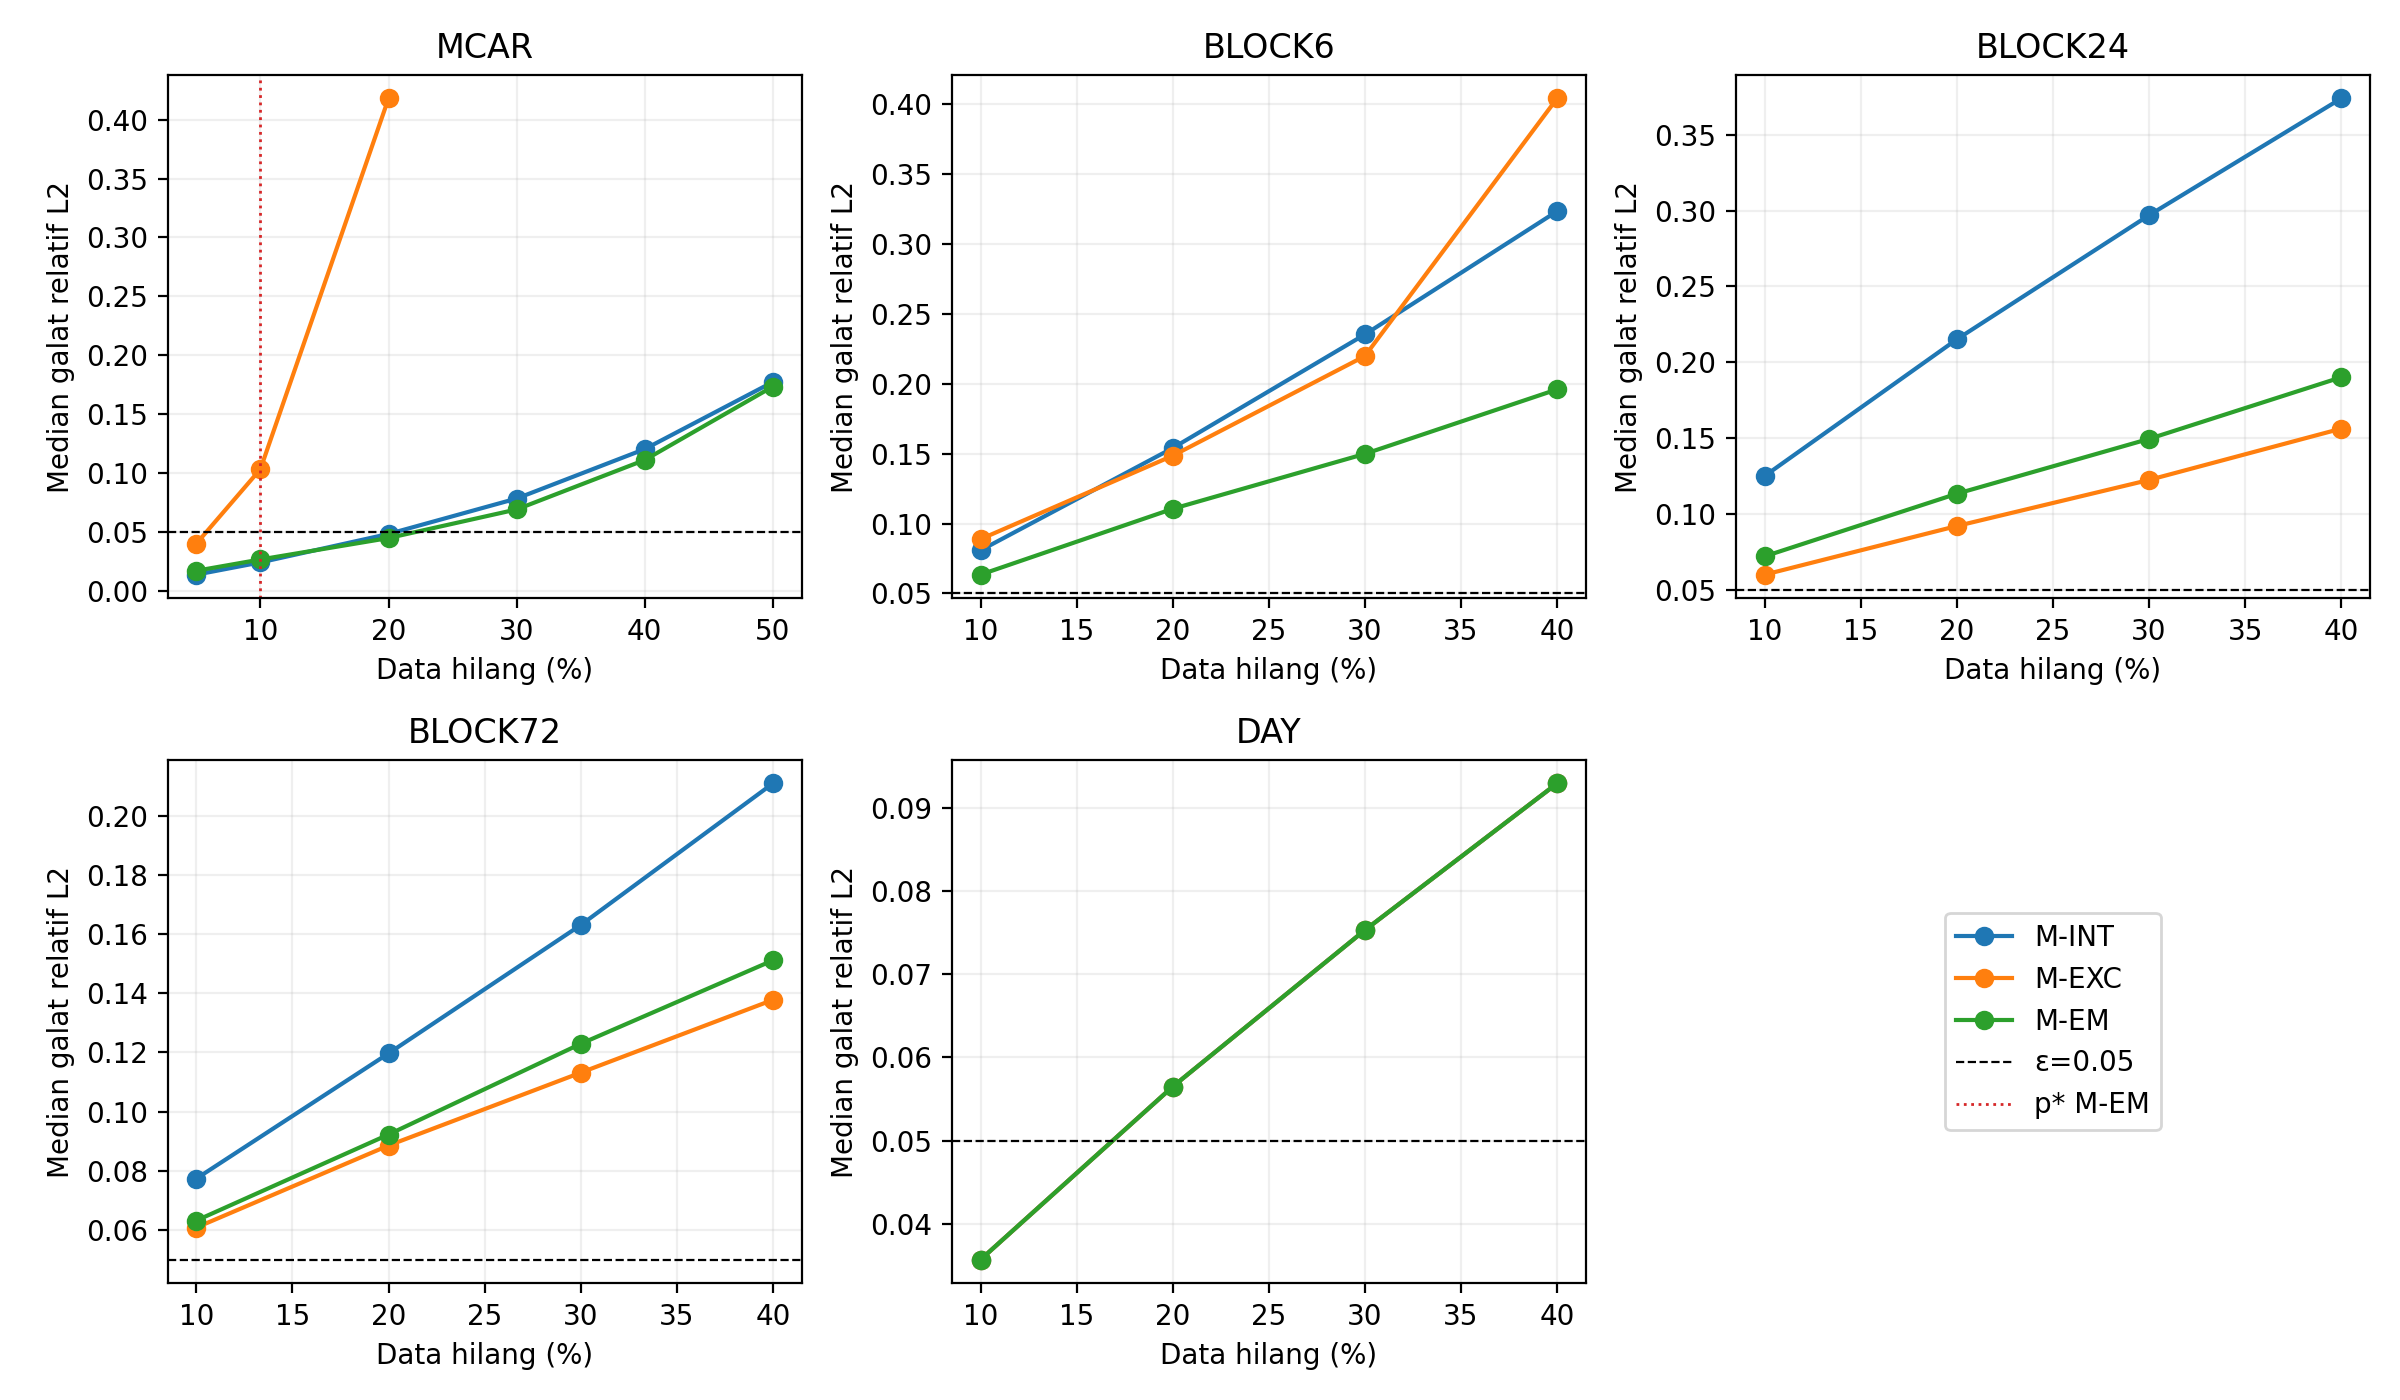 MCAR
Median galat relatif L2
0.40
0.35
0.30
0.25
0.20
0.15
0.10
0.05
0.00
10 20 30 40 50
Data hilang (%)
BLOCK6
Median galat relatif L2
0.40
0.35
0.30
0.25
0.20
0.15
0.10
0.05
10 15 20 25 30 35 40
Data hilang (%)
BLOCK24
Median galat relatif L2
0.35
0.30
0.25
0.20
0.15
0.10
0.05
10 15 20 25 30 35 40
Data hilang (%)
BLOCK72
Median galat relatif L2
0.20
0.18
0.16
0.14
0.12
0.10
0.08
0.06
10 15 20 25 30 35 40
Data hilang (%)
DAY
Median galat relatif L2
0.09
0.08
0.07
0.06
0.05
0.04
10 15 20 25 30 35 40
Data hilang (%)
M-INT
M-EXC
M-EM
ε=0.05
p* M-EM